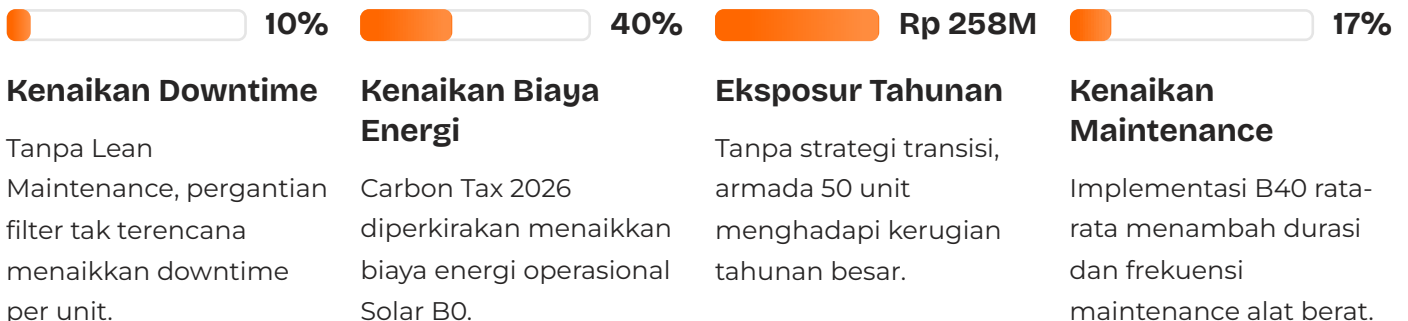 10%
Kenaikan Downtime
Tanpa Lean
Maintenance, pergantian
filter tak terencana
menaikkan downtime
per unit.
40%
Kenaikan Biaya
Energi
Carbon Tax 2026
diperkirakan menaikkan
biaya energi operasional
Solar B0.
Rp 258M
Eksposur Tahunan
Tanpa strategi transisi,
armada 50 unit
menghadapi kerugian
tahunan besar.
17%
Kenaikan
Maintenance
Implementasi B40 rata-
rata menambah durasi
dan frekuensi
maintenance alat berat.